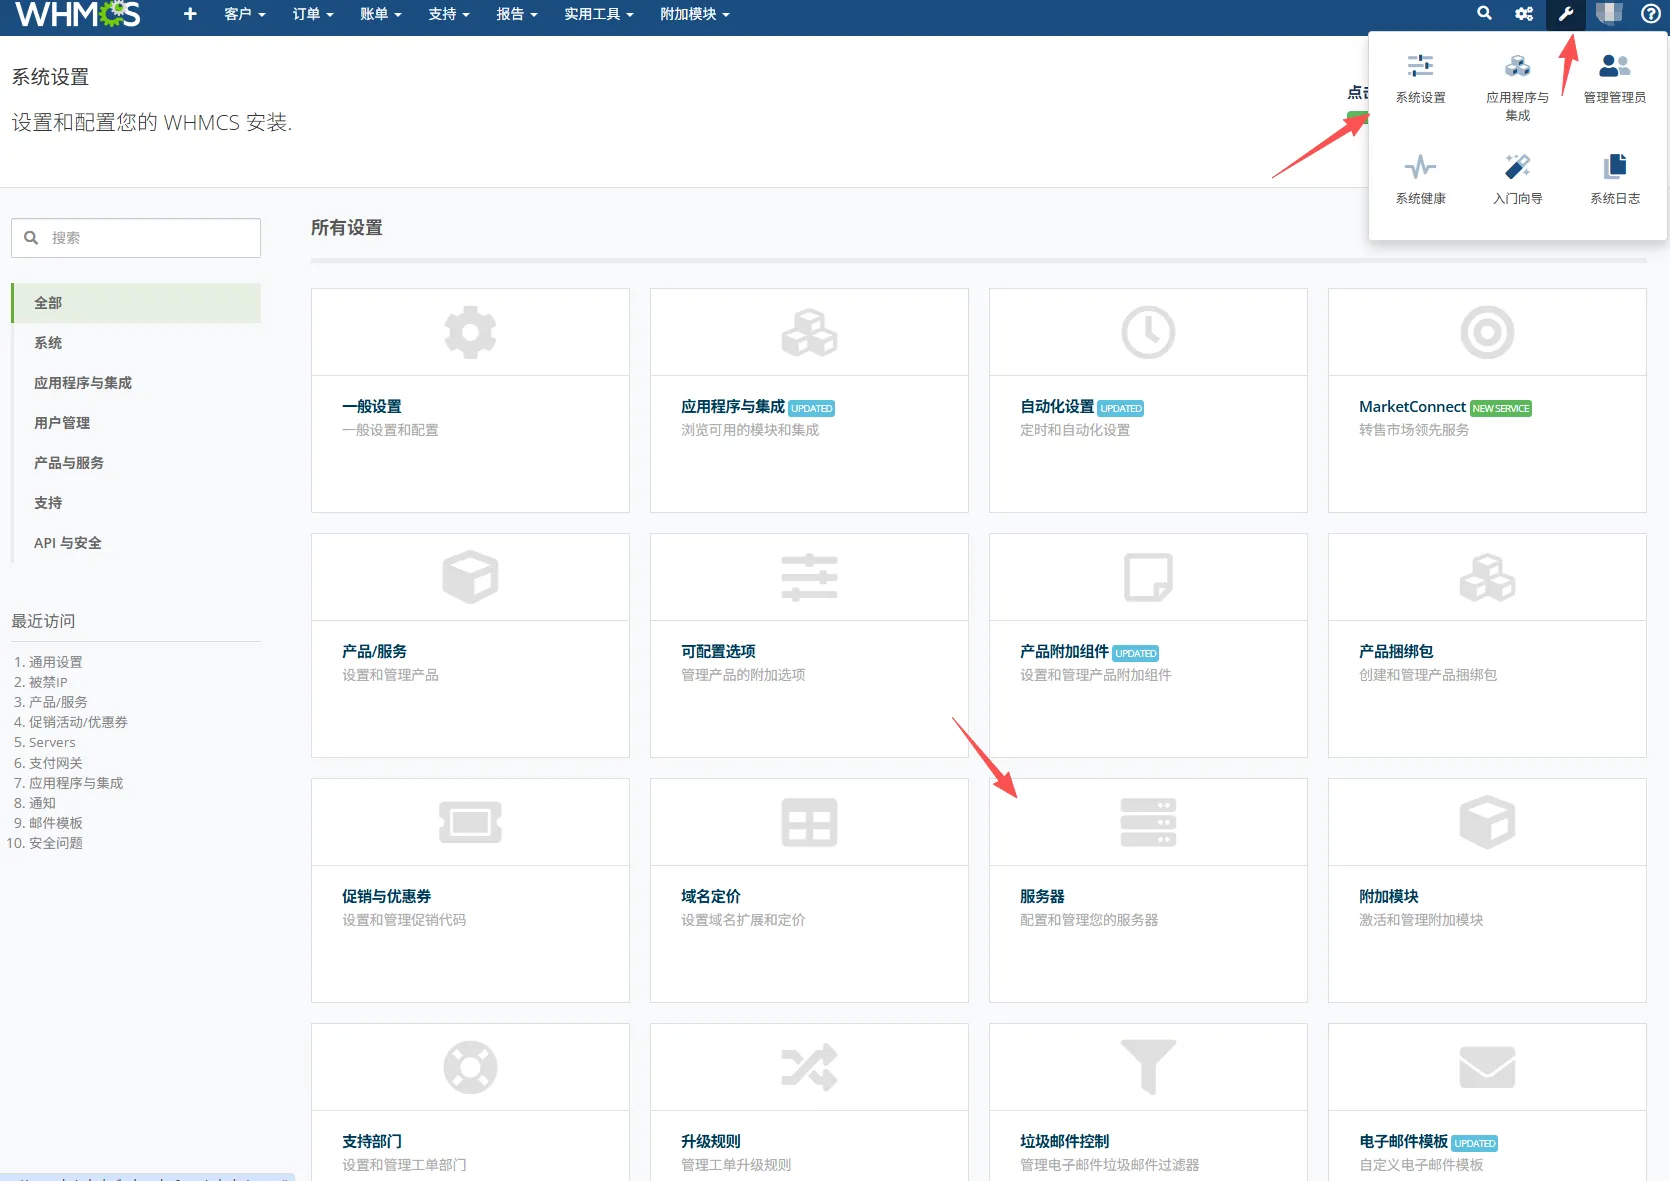 WHMCS
客户
订单
账单
支持
报告
实用工具
附加模块
系统设置
应用程序与
集成
管理管理员
系统健康
入门向导
系统日志
系统设置
设置和配置您的 WHMCS 安装.
搜索
全部
系统
应用程序与集成
用户管理
产品与服务
支持
API 与安全
最近访问
1. 通用设置
2. 被禁IP
3. 产品/服务
4. 促销活动/优惠券
5. Servers
6. 支付网关
7. 应用程序与集成
8. 通知
9. 邮件模板
10. 安全问题
所有设置
一般设置
一般设置和配置
应用程序与集成 UPDATED
浏览可用的模块和集成
自动化设置 UPDATED
定时和自动化设置
MarketConnect NEW SERVICE
转售市场领先服务
产品/服务
设置和管理产品
可配置选项
管理产品的附加选项
产品附加组件 UPDATED
设置和管理产品附加组件
产品捆绑包
创建和管理产品捆绑包
促销与优惠券
设置和管理促销代码
域名定价
设置域名扩展和定价
服务器
配置和管理您的服务器
附加模块
激活和管理附加模块
支持部门
设置和管理工单部门
升级规则
管理工单升级规则
垃圾邮件控制
管理电子邮件垃圾邮件过滤器
电子邮件模板 UPDATED
自定义电子邮件模板